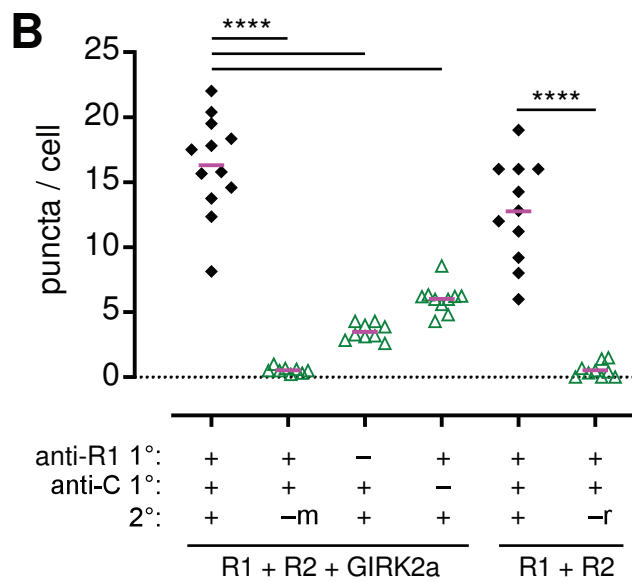 B
****
****
25
20
15
10
5
0
puncta / cell
anti-R1 1°: + + – + + +
anti-C 1°: + + + – + +
2°: + –m + + + –r
R1 + R2 + GIRK2a R1 + R2